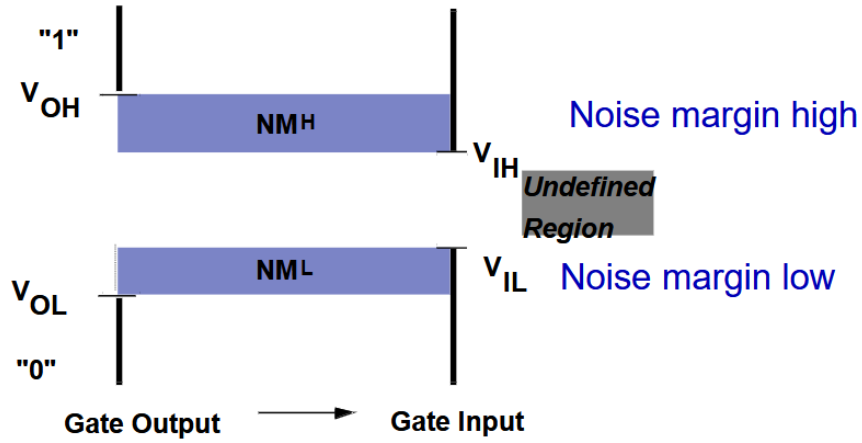 "1"
VOH
NMH
Noise margin high
VIH
Undefined
Region
NML
VIL
Noise margin low
VOL
"0"
Gate Output
Gate Input